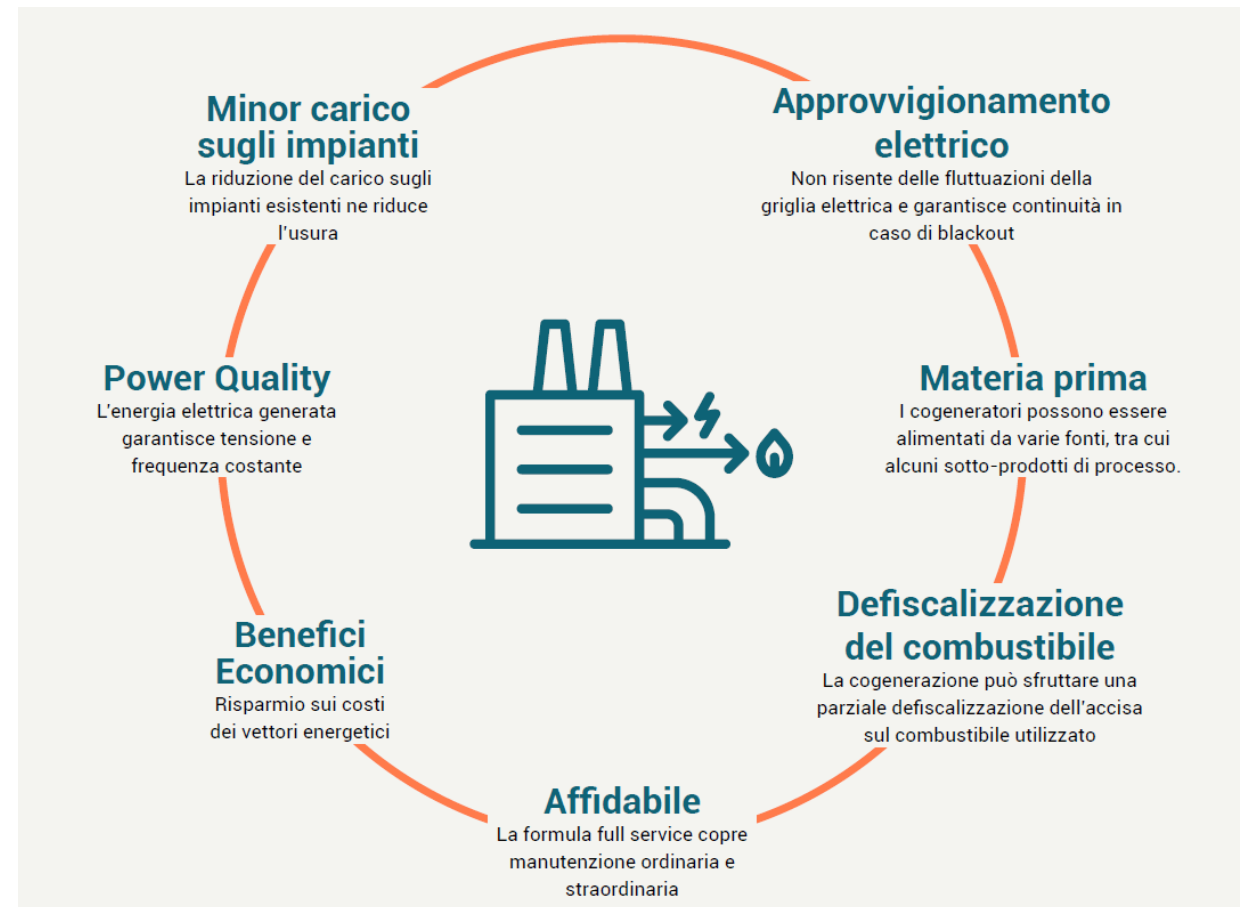 Minor carico
sugli impianti
La riduzione del carico sugli
impianti esistenti ne riduce
l'usura
Approvvigionamento
elettrico
Non risente delle fluttuazioni della
griglia elettrica e garantisce continuità in
caso di blackout
Power Quality
L'energia elettrica generata
garantisce tensione e
frequenza costante
Materia prima
I cogeneratori possono essere
alimentati da varie fonti, tra cui
alcuni sotto-prodotti di processo.
Benefici
Economici
Risparmio sui costi
dei vettori energetici
Defiscalizzazione
del combustibile
La cogenerazione può sfruttare una
parziale defiscalizzazione dell'accisa
sul combustibile utilizzato
Affidabile
La formula full service copre
manutenzione ordinaria e
straordinaria